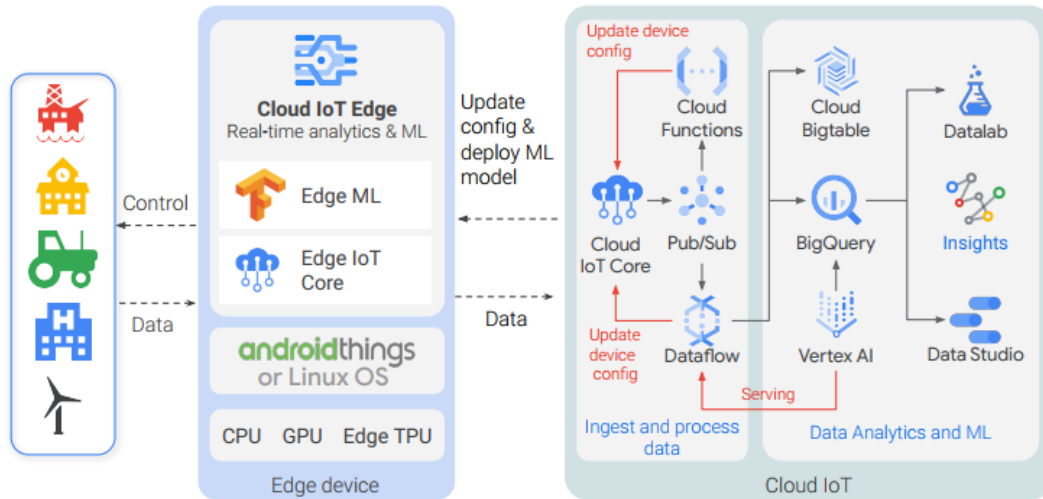 Control
Data
Cloud IoT Edge
Real-time analytics & ML
Edge ML
Edge IoT
Core
androidthings
or Linux OS
CPU GPU Edge TPU
Edge device
Update
config &
deploy ML
model
Data
Update device
config
Cloud
Functions
Cloud
IoT Core
Pub/Sub
Update
device
config
Dataflow
Ingest and process
data
Cloud
Bigtable
BigQuery
Vertex AI
Serving
Datalab
Insights
Data Studio
Data Analytics and ML
Cloud IoT
H